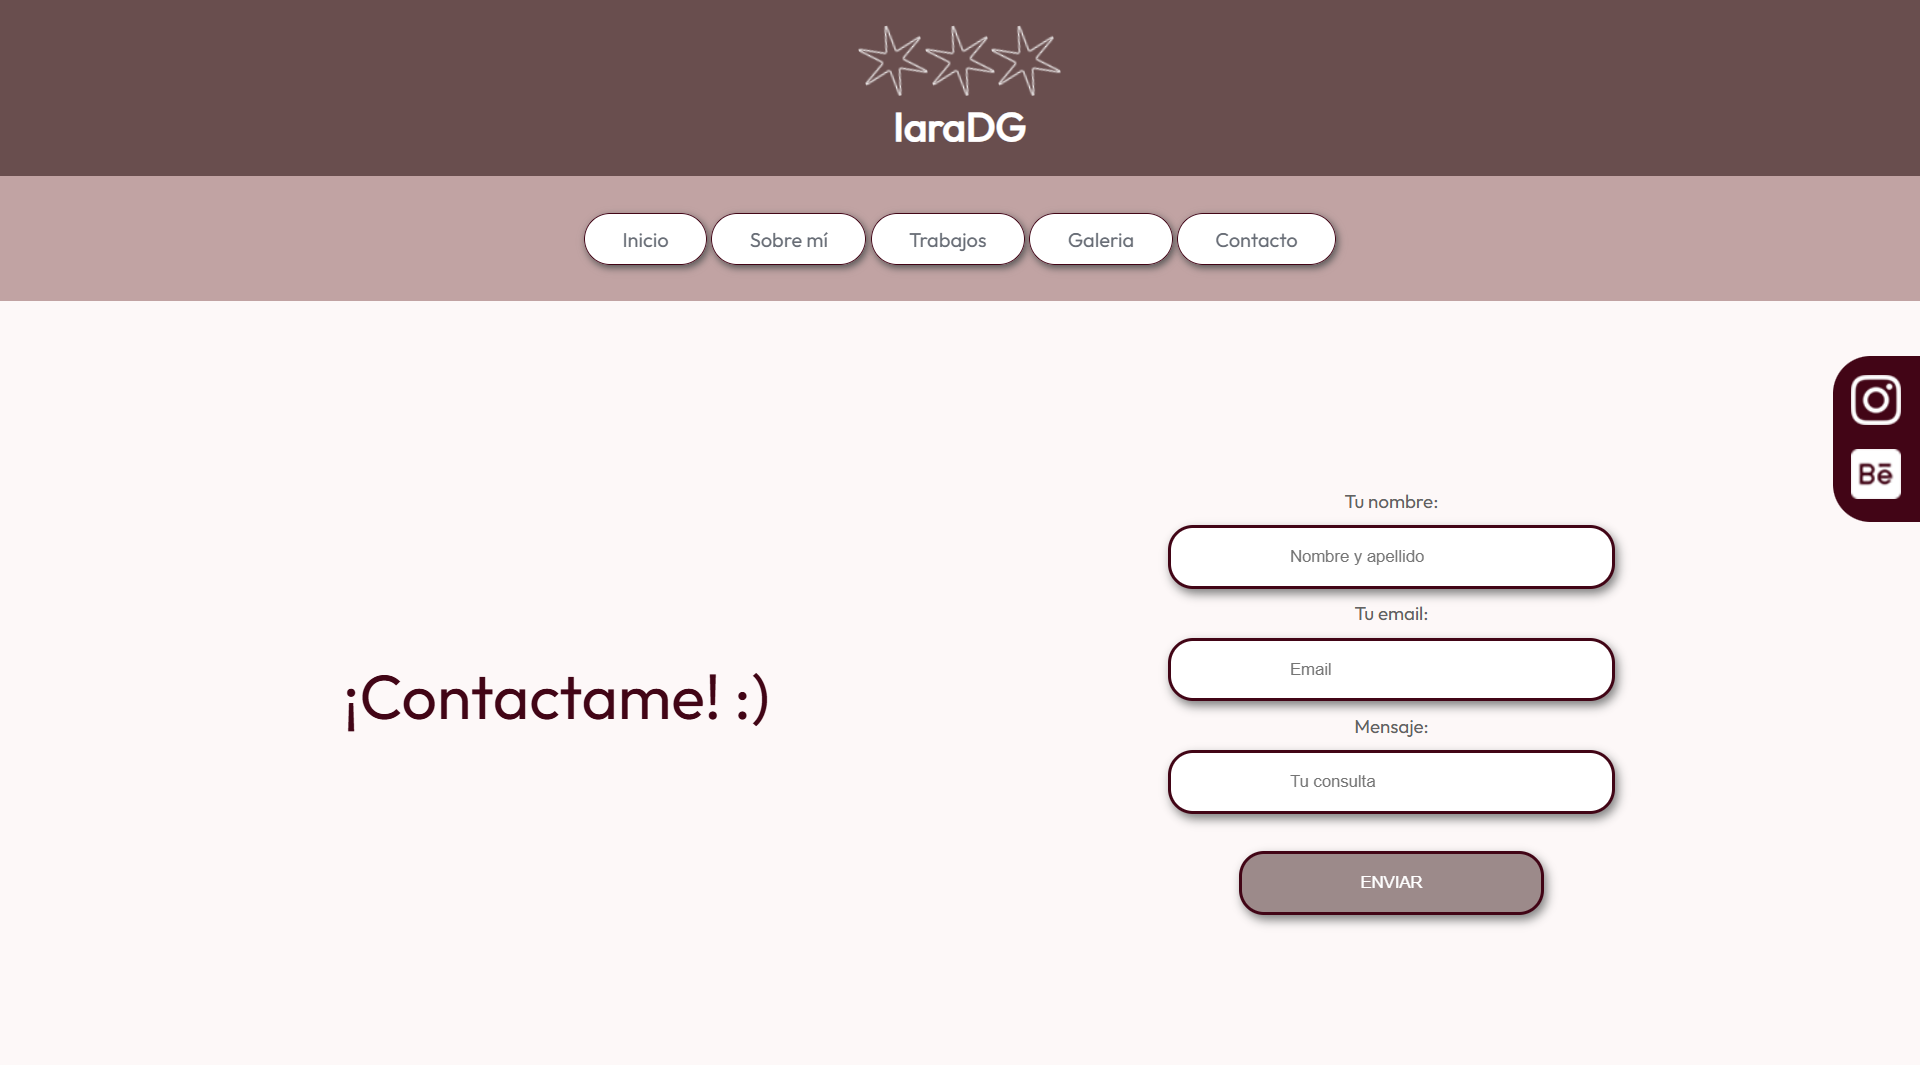 laraDG
Inicio Sobre mí Trabajos Galeria Contacto
Bē
Tu nombre:
Nombre y apellido
Tu email:
Email
¡Contactame! :)
Mensaje:
Tu consulta
ENVIAR